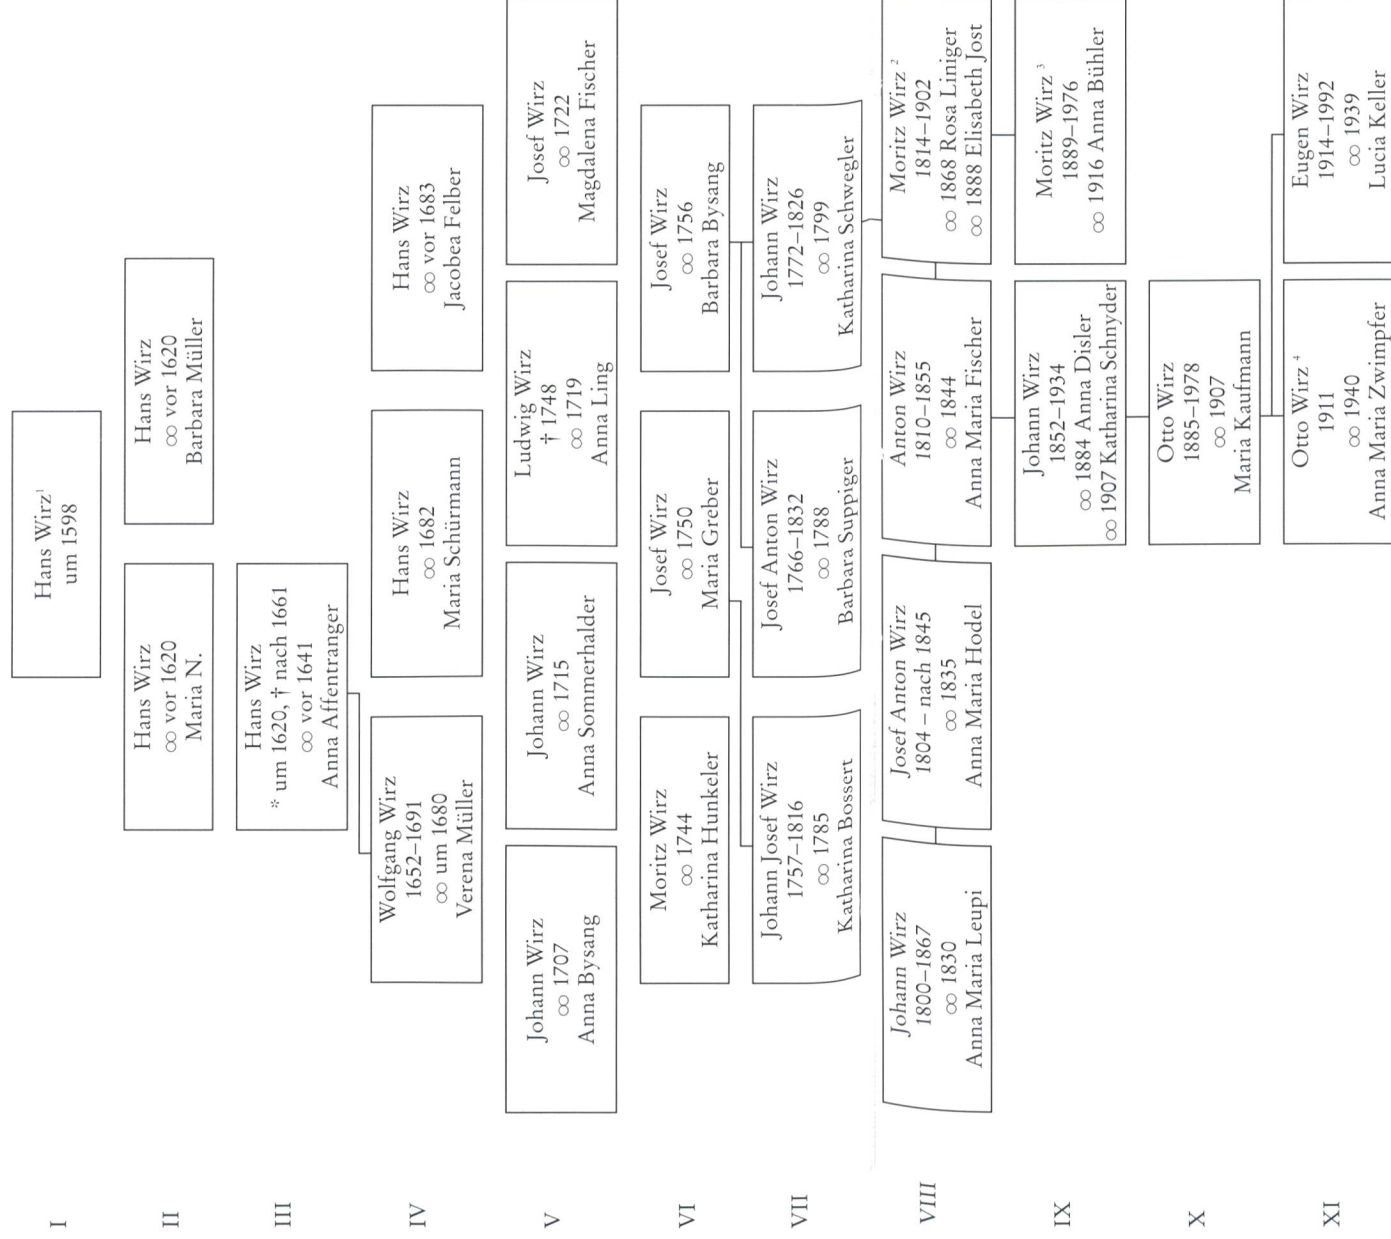 I
Hans Wirz¹
um 1598
II
Hans Wirz
∞ vor 1620
Maria N.
Hans Wirz
∞ vor 1620
Barbara Müller
III
Hans Wirz
* um 1620, † nach 1661
∞ vor 1641
Anna Affentranger
IV
Wolfgang Wirz
1652–1691
∞ um 1680
Verena Müller
Hans Wirz
∞ 1682
Maria Schürmann
Hans Wirz
∞ vor 1683
Jacobea Felber
V
Johann Wirz
∞ 1707
Anna Bysang
Johann Wirz
∞ 1715
Anna Sommerhalder
Ludwig Wirz
† 1748
∞ 1719
Anna Ling
Josef Wirz
∞ 1722
Magdalena Fischer
VI
Moritz Wirz
∞ 1744
Katharina Hunkeler
Josef Wirz
∞ 1750
Maria Greber
Josef Wirz
∞ 1756
Barbara Bysang
VII
Johann Josef Wirz
1757–1816
∞ 1785
Katharina Bossert
Josef Anton Wirz
1766–1832
∞ 1788
Barbara Suppiger
Johann Wirz
1772–1826
∞ 1799
Katharina Schwegler
VIII
Johann Wirz
1800–1867
∞ 1830
Anna Maria Leupi
Josef Anton Wirz
1804 – nach 1845
∞ 1835
Anna Maria Hodel
Anton Wirz
1810–1855
∞ 1844
Anna Maria Fischer
Moritz Wirz ²
1814–1902
∞ 1868 Rosa Liniger
∞ 1888 Elisabeth Jost
IX
Johann Wirz
1852–1934
∞ 1884 Anna Disler
∞ 1907 Katharina Schnyder
Moritz Wirz ³
1889–1976
∞ 1916 Anna Bühler
X
Otto Wirz
1885–1978
∞ 1907
Maria Kaufmann
XI
Otto Wirz ⁴
1911
∞ 1940
Anna Maria Zwimpfer
Eugen Wirz
1914–1992
∞ 1939
Lucia Keller